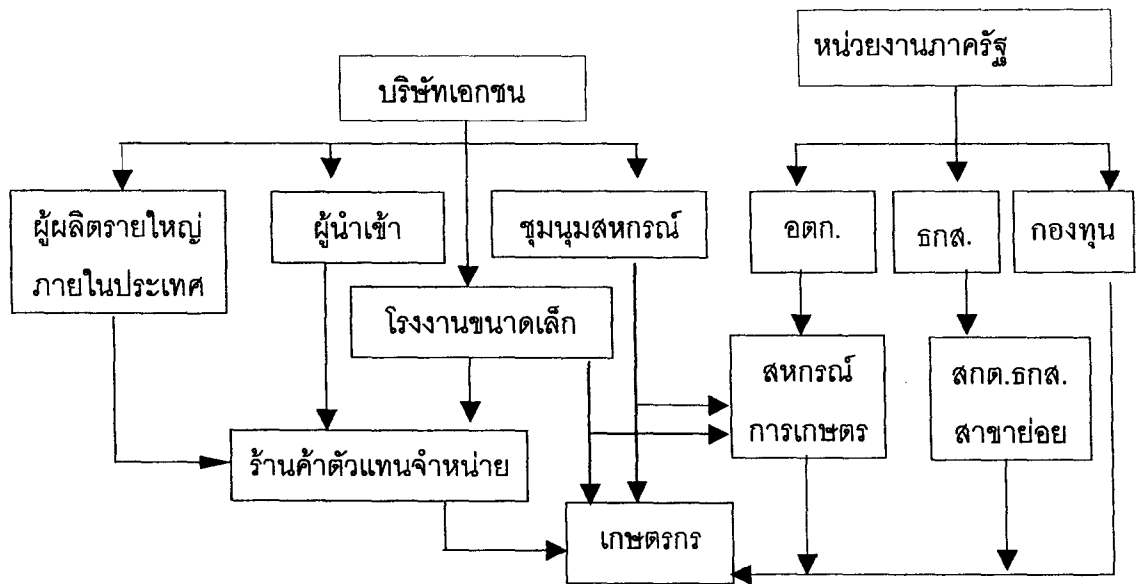 หน่วยงานภาครัฐ
บริษัทเอกชน
ผู้ผลิตรายใหญ่
ภายในประเทศ
ผู้นำเข้า
ชุมนุมสหกรณ์
อตก.
ธกส.
กองทุน
โรงงานขนาดเล็ก
สหกรณ์
การเกษตร
สกต.ธกส.
สาขาย่อย
ร้านค้าตัวแทนจำหน่าย
เกษตรกร